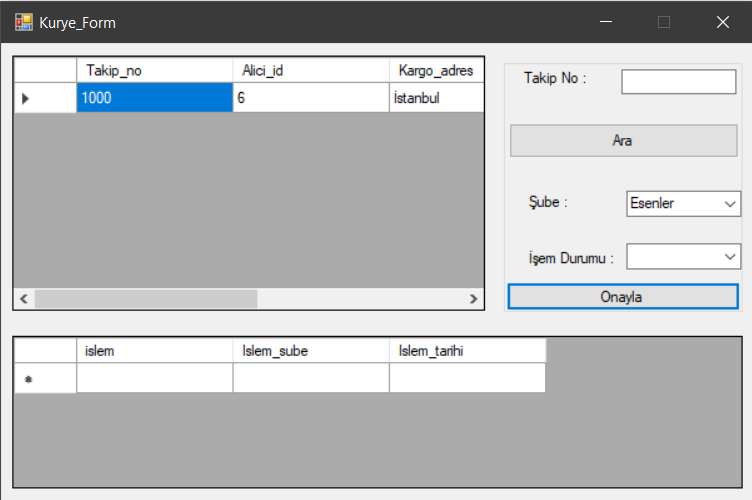 Kurye_Form
Takip_no Alici_id Kargo_adres
1000 6 İstanbul
Takip No :
Ara
Şube : Esenler
İşem Durumu :
Onayla
islem Islem_sube Islem_tarihi